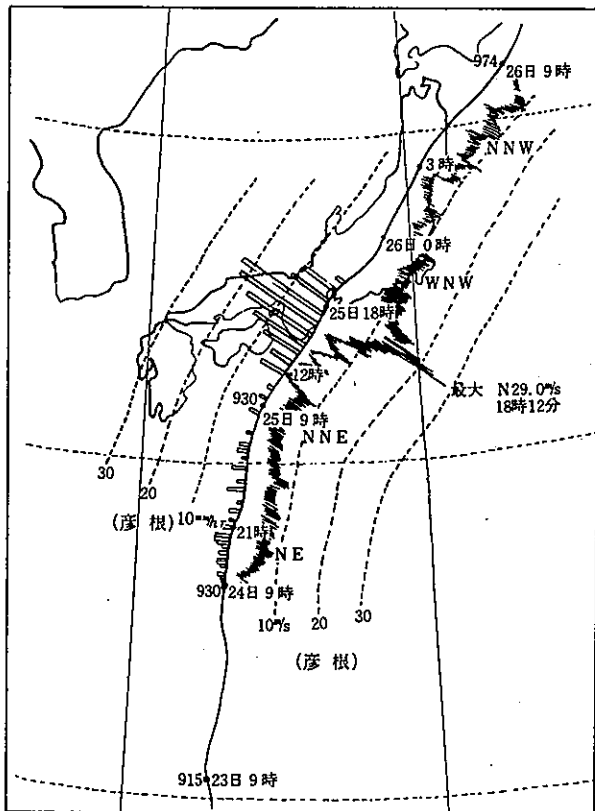 974
26日9時
NNW
3時
26日0時
WNW
25日18時
最大 N29.0m/s
18時12分
12時
930
25日9時
NNE
30
20
10mm/hr
(彦根)
21時
NE
930
24日9時
10m/s
20
30
(彦根)
915
23日9時